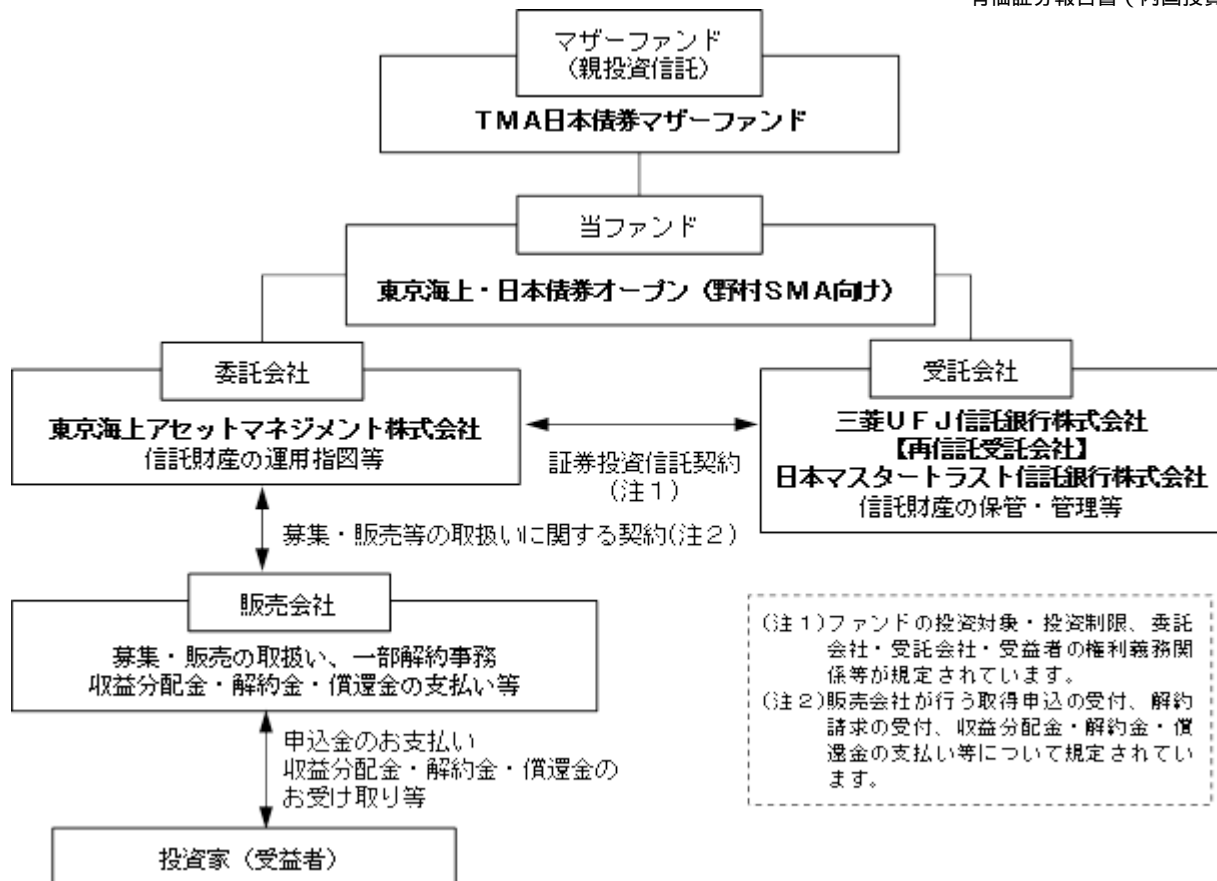 マザーファンド
(親投資信託)
TMA日本債券マザーファンド
当ファンド
東京海上・日本債券オープン（野村SMA向け）
委託会社
東京海上アセットマネジメント株式会社
信託財産の運用指図等
証券投資信託契約
(注1)
受託会社
三菱UFJ信託銀行株式会社
【再信託受託会社】
日本マスタートラスト信託銀行株式会社
信託財産の保管・管理等
募集・販売等の取扱いに関する契約(注2)
販売会社
募集・販売の取扱い、一部解約事務
収益分配金・解約金・償還金の支払い等
申込金のお支払い
収益分配金・解約金・償還金の
お受け取り等
投資家（受益者）
(注1)ファンドの投資対象・投資制限、委託
会社・受託会社・受益者の権利義務関
係等が規定されています。
(注2)販売会社が行う取得申込の受付、解約
請求の受付、収益分配金・解約金・償
還金の支払い等について規定されてい
ます。